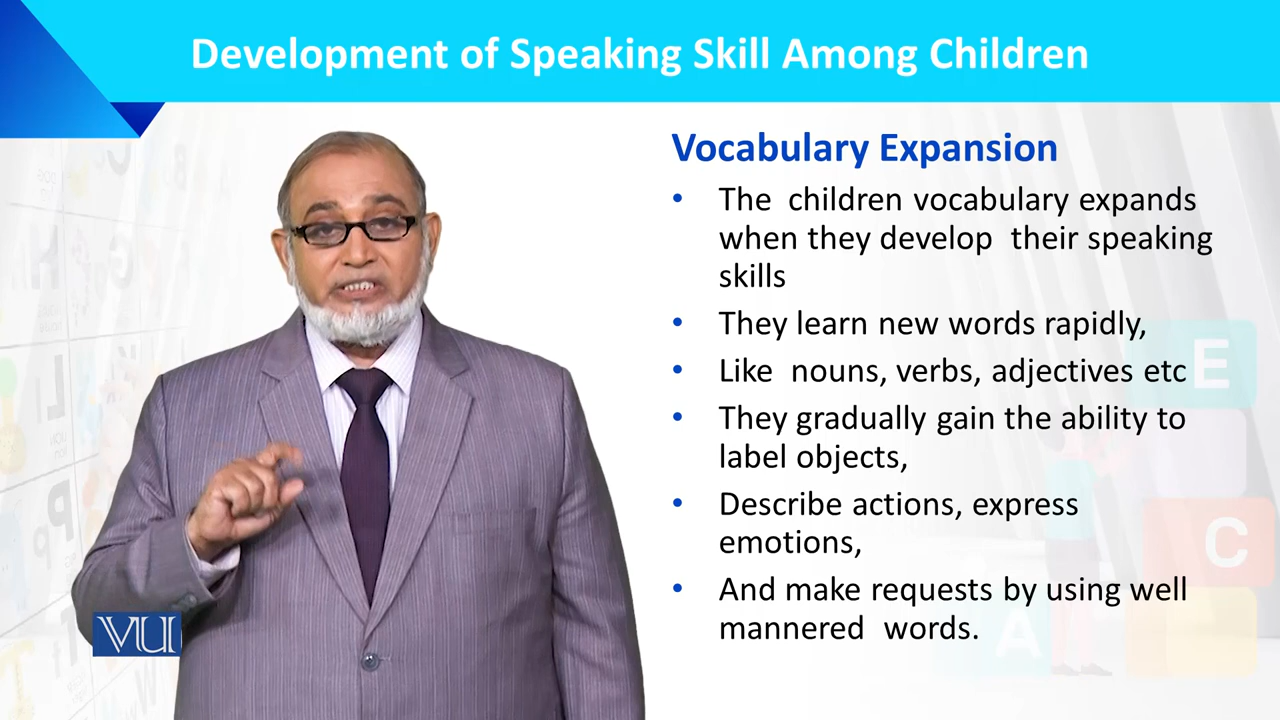 Development of Speaking Skill Among Children
Vocabulary Expansion
• The children vocabulary expands
when they develop their speaking
skills
• They learn new words rapidly,
• Like nouns, verbs, adjectives etc
• They gradually gain the ability to
label objects,
• Describe actions, express
emotions,
• And make requests by using well
mannered words.
VU
E
C
A